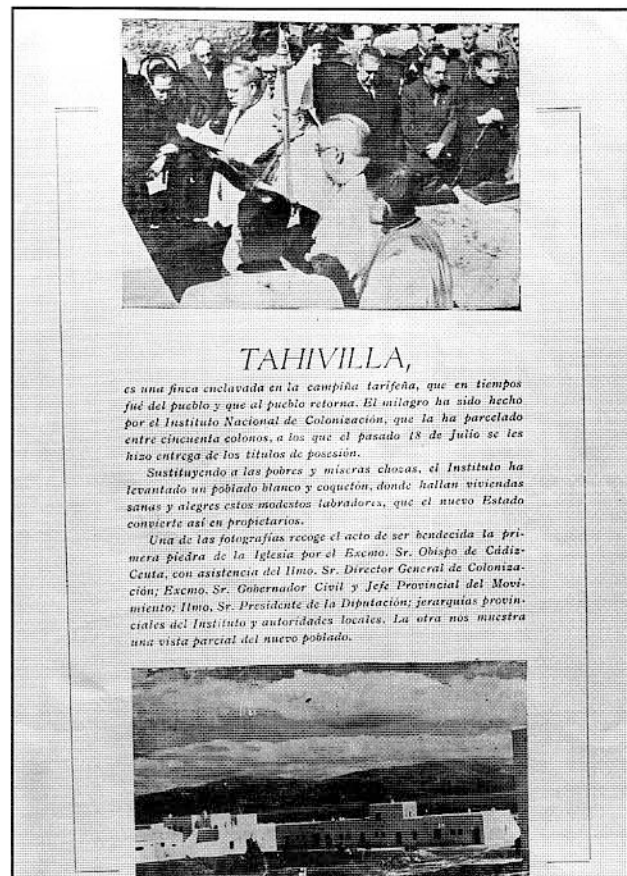 TAHIVILLA,
es una finca enclavada en la campiña tarifeña, que en tiempos
fué del pueblo y que al pueblo retorna. El milagro ha sido hecho
por el Instituto Nacional de Colonización, que la ha parcelado
entre cincuenta colonos, a los que el pasado 18 de Julio se les
hizo entrega de los títulos de posesión.
Sustituyendo a las pobres y míseras chozas, el Instituto ha
levantado un poblado blanco y coquetón, donde hallan viviendas
sanas y alegres estos modestos labradores, que el nuevo Estado
convierte así en propietarios.
Una de las fotografías recoge el acto de ser bendecida la pri-
mera piedra de la Iglesia por el Excmo. Sr. Obispo de Cádiz-
Ceuta, con asistencia del Ilmo. Sr. Director General de Coloniza-
ción; Excmo. Sr. Gobernador Civil y Jefe Provincial del Movi-
miento; Ilmo. Sr. Presidente de la Diputación; jerarquías provin-
ciales del Instituto y autoridades locales. La otra nos muestra
una vista parcial del nuevo poblado.